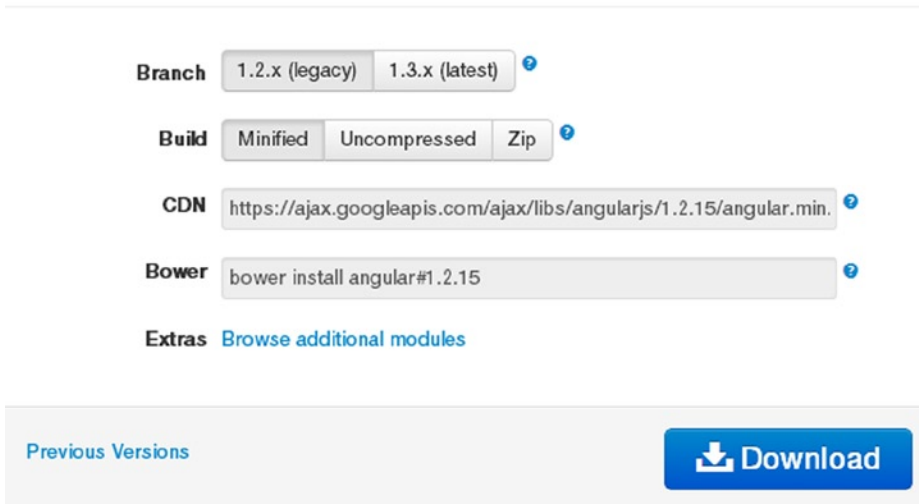 Branch 1.2.x (legacy) 1.3.x (latest) ?
Build Minified Uncompressed Zip ?
CDN https://ajax.googleapis.com/ajax/libs/angularjs/1.2.15/angular.min. ?
Bower bower install angular#1.2.15 ?
Extras Browse additional modules
Previous Versions Download